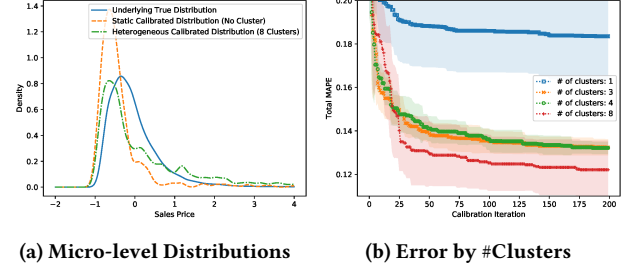 1.4
1.2
1.0
0.8
0.6
0.4
0.2
0.0
Density
Underlying True Distribution
Static Calibrated Distribution (No Cluster)
Heterogeneous Calibrated Distribution (8 Clusters)
−2 −1 0 1 2 3 4
Sales Price
0.20
0.18
0.16
0.14
0.12
Total MAPE
# of clusters: 1
# of clusters: 3
# of clusters: 4
# of clusters: 8
0 25 50 75 100 125 150 175 200
Calibration Iteration
(a) Micro-level Distributions
(b) Error by #Clusters